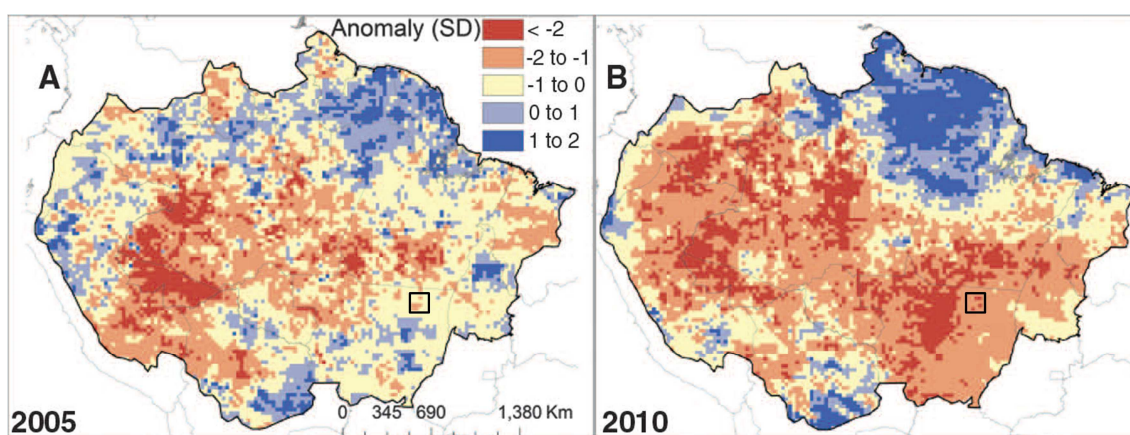 Anomaly (SD)
< -2
-2 to -1
-1 to 0
0 to 1
1 to 2
A
2005
0 345 690 1,380 Km
B
2010